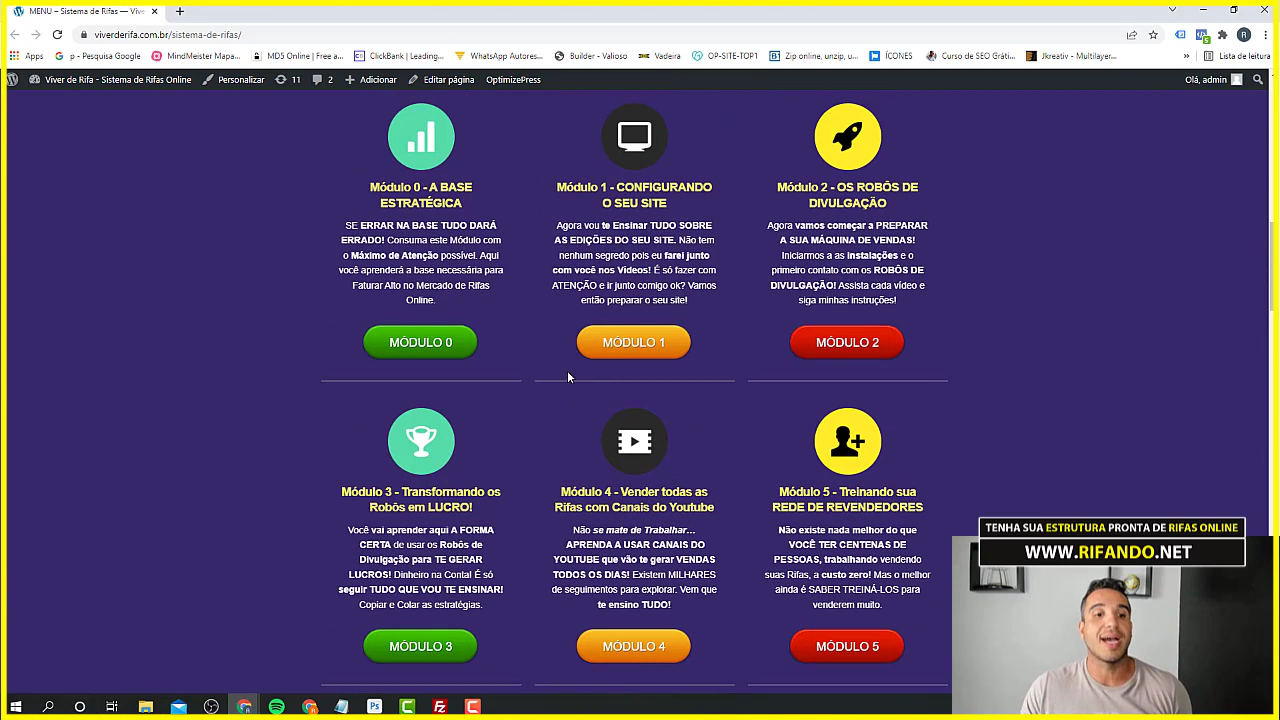 MENU – Sistema de Rifas — Vive
viverderifa.com.br/sistema-de-rifas/
Apps
p - Pesquisa Google
MindMeister Mapa...
MD5 Online | Free a...
ClickBank | Leading...
WhatsApp Autores...
Builder - Valioso
Vadeira
OP-SITE-TOP1
Zip online, unzip, u...
ÍCONES
Curso de SEO Gráti...
Jkreativ - Multilayer...
Lista de leitura
Viver de Rifa - Sistema de Rifas Online
Personalizar
11
2
Adicionar
Editar página
OptimizePress
Olá, admin
Módulo 0 - A BASE
ESTRATÉGICA
SE ERRAR NA BASE TUDO DARÁ
ERRADO! Consuma este Módulo com
o Máximo de Atenção possível. Aqui
você aprenderá a base necessária para
Faturar Alto no Mercado de Rifas
Online.
MÓDULO 0
Módulo 1 - CONFIGURANDO
O SEU SITE
Agora vou te Ensinar TUDO SOBRE
AS EDIÇÕES DO SEU SITE. Não tem
nenhum segredo pois eu farei junto
com você nos Vídeos! É só fazer com
ATENÇÃO e ir junto comigo ok? Vamos
então preparar o seu site!
MÓDULO 1
Módulo 2 - OS ROBÔS DE
DIVULGAÇÃO
Agora vamos começar a PREPARAR
A SUA MÁQUINA DE VENDAS!
Iniciarmos a as instalações e o
primeiro contato com os ROBÔS DE
DIVULGAÇÃO! Assista cada vídeo e
siga minhas instruções!
MÓDULO 2
Módulo 3 - Transformando os
Robôs em LUCRO!
Você vai aprender aqui A FORMA
CERTA de usar os Robôs de
Divulgação para TE GERAR
LUCROS! Dinheiro na Conta! É só
seguir TUDO QUE VOU TE ENSINAR!
Copiar e Colar as estratégias.
MÓDULO 3
Módulo 4 - Vender todas as
Rifas com Canais do Youtube
Não se mate de Trabalhar...
APRENDA A USAR CANAIS DO
YOUTUBE que vão te gerar VENDAS
TODOS OS DIAS! Existem MILHARES
de seguimentos para explorar. Vem que
te ensino TUDO!
MÓDULO 4
Módulo 5 - Treinando sua
REDE DE REVENDEDORES
Não existe nada melhor do que
VOCÊ TER CENTENAS DE
PESSOAS, trabalhando vendendo
suas Rifas, a custo zero! Mas o melhor
ainda é SABER TREINÁ-LOS para
venderem muito.
MÓDULO 5
TENHA SUA ESTRUTURA PRONTA DE RIFAS ONLINE
WWW.RIFANDO.NET